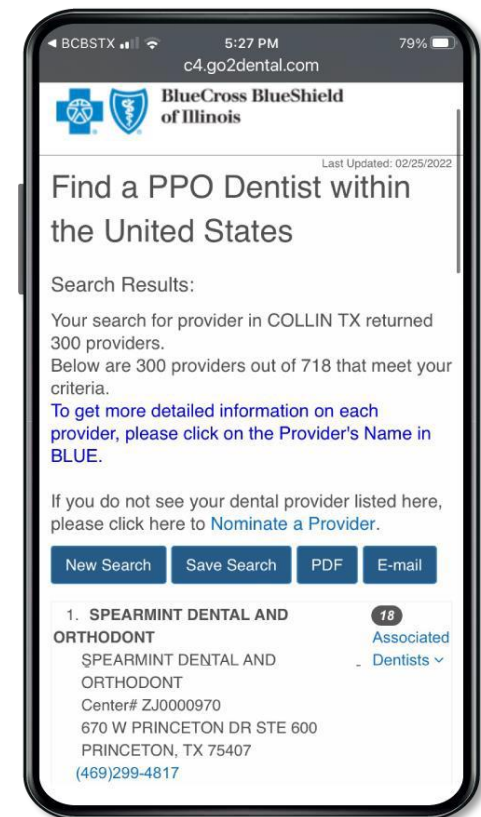 BCBSTX 5:27 PM 79%
c4.go2dental.com
BlueCross BlueShield
of Illinois
Last Updated: 02/25/2022
Find a PPO Dentist within
the United States
Search Results:
Your search for provider in COLLIN TX returned
300 providers.
Below are 300 providers out of 718 that meet your
criteria.
To get more detailed information on each
provider, please click on the Provider's Name in
BLUE.
If you do not see your dental provider listed here,
please click here to Nominate a Provider.
New Search Save Search PDF E-mail
1. SPEARMINT DENTAL AND 18
ORTHODONT Associated
SPEARMINT DENTAL AND - Dentists
ORTHODONT
Center# ZJ0000970
670 W PRINCETON DR STE 600
PRINCETON, TX 75407
(469)299-4817